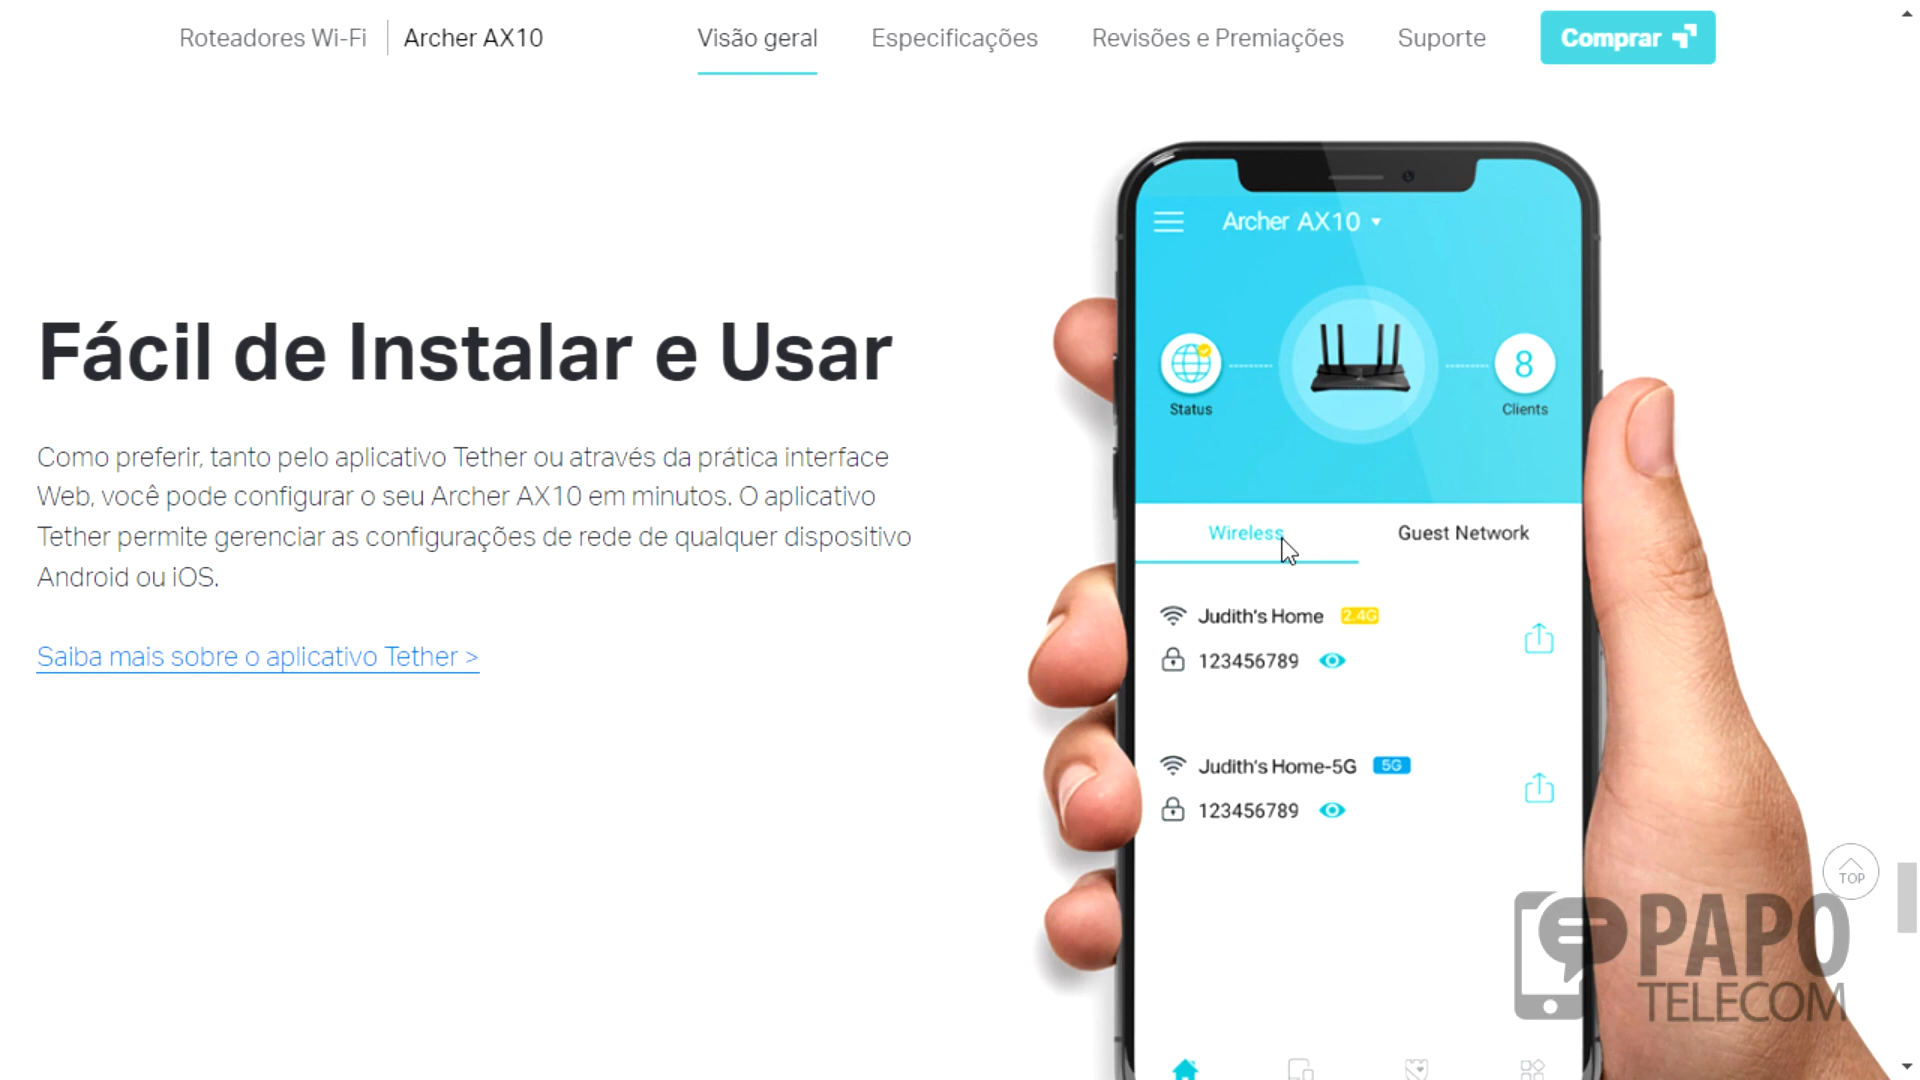 Roteadores Wi-Fi
Archer AX10
Visão geral
Especificações
Revisões e Premiações
Suporte
Comprar
Fácil de Instalar e Usar
Como preferir, tanto pelo aplicativo Tether ou através da prática interface
Web, você pode configurar o seu Archer AX10 em minutos. O aplicativo
Tether permite gerenciar as configurações de rede de qualquer dispositivo
Android ou iOS.
Saiba mais sobre o aplicativo Tether >
Archer AX10
8
Status
Clients
Wireless
Guest Network
Judith's Home 2.4G
123456789
Judith's Home-5G 5G
123456789
TOP
PAPO
TELECOM